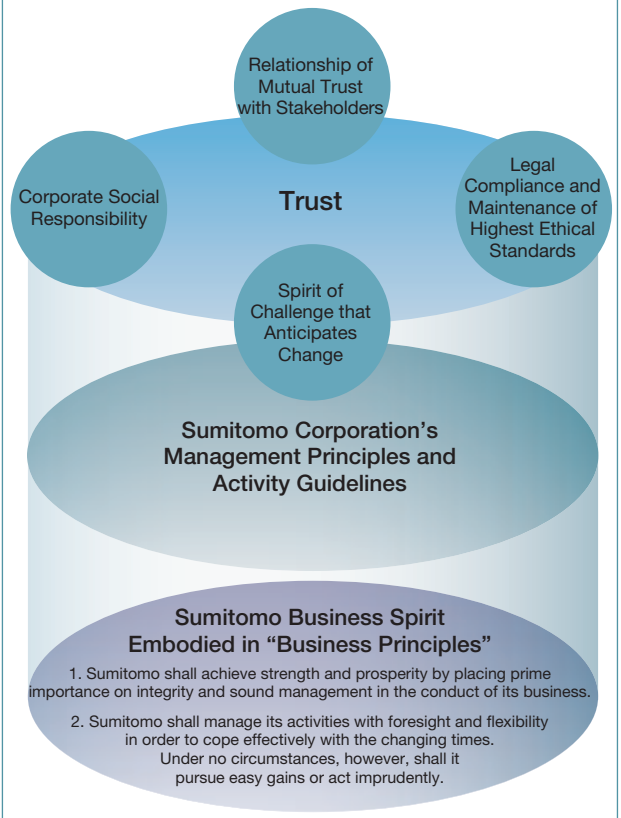 Relationship of
Mutual Trust
with Stakeholders
Corporate Social
Responsibility
Trust
Legal
Compliance and
Maintenance of
Highest Ethical
Standards
Spirit of
Challenge that
Anticipates
Change
Sumitomo Corporation’s
Management Principles and
Activity Guidelines
Sumitomo Business Spirit
Embodied in “Business Principles”
1. Sumitomo shall achieve strength and prosperity by placing prime
importance on integrity and sound management in the conduct of its business.
2. Sumitomo shall manage its activities with foresight and flexibility
in order to cope effectively with the changing times.
Under no circumstances, however, shall it
pursue easy gains or act imprudently.